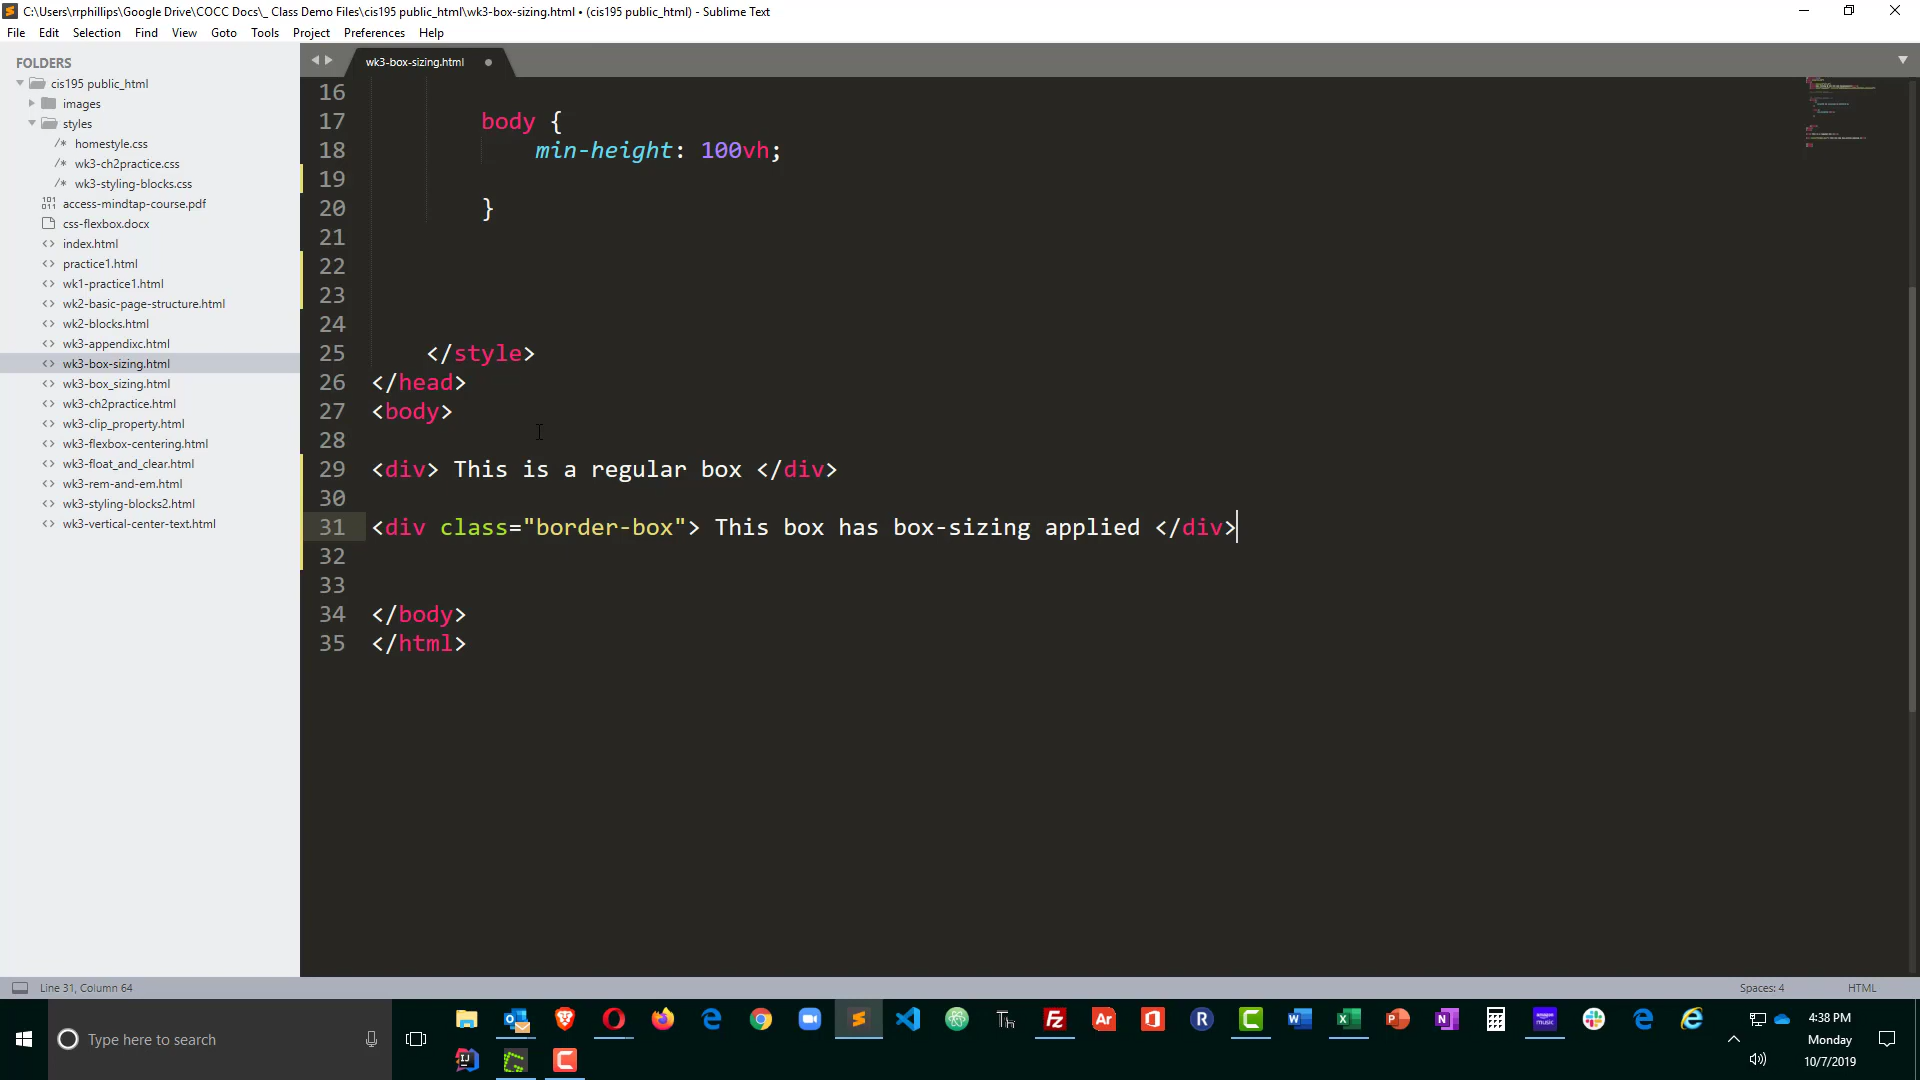 C:\Users\rrphillips\Google Drive\COCC Docs\_ Class Demo Files\cis195 public_html\wk3-box-sizing.html • (cis195 public_html) - Sublime Text
File Edit Selection Find View Goto Tools Project Preferences Help
FOLDERS
cis195 public_html
images
styles
/* homestyle.css
/* wk3-ch2practice.css
/* wk3-styling-blocks.css
access-mindtap-course.pdf
css-flexbox.docx
<> index.html
<> practice1.html
<> wk1-practice1.html
<> wk2-basic-page-structure.html
<> wk2-blocks.html
<> wk3-appendixc.html
<> wk3-box-sizing.html
<> wk3-box_sizing.html
<> wk3-ch2practice.html
<> wk3-clip_property.html
<> wk3-flexbox-centering.html
<> wk3-float_and_clear.html
<> wk3-rem-and-em.html
<> wk3-styling-blocks2.html
<> wk3-vertical-center-text.html
wk3-box-sizing.html
16
17 body {
18 min-height: 100vh;
19
20 }
21
22
23
24
25 </style>
26 </head>
27 <body>
28
29 <div> This is a regular box </div>
30
31 <div class="border-box"> This box has box-sizing applied </div>
32
33
34 </body>
35 </html>
Line 31, Column 64
Spaces: 4
HTML
Type here to search
4:38 PM
Monday
10/7/2019